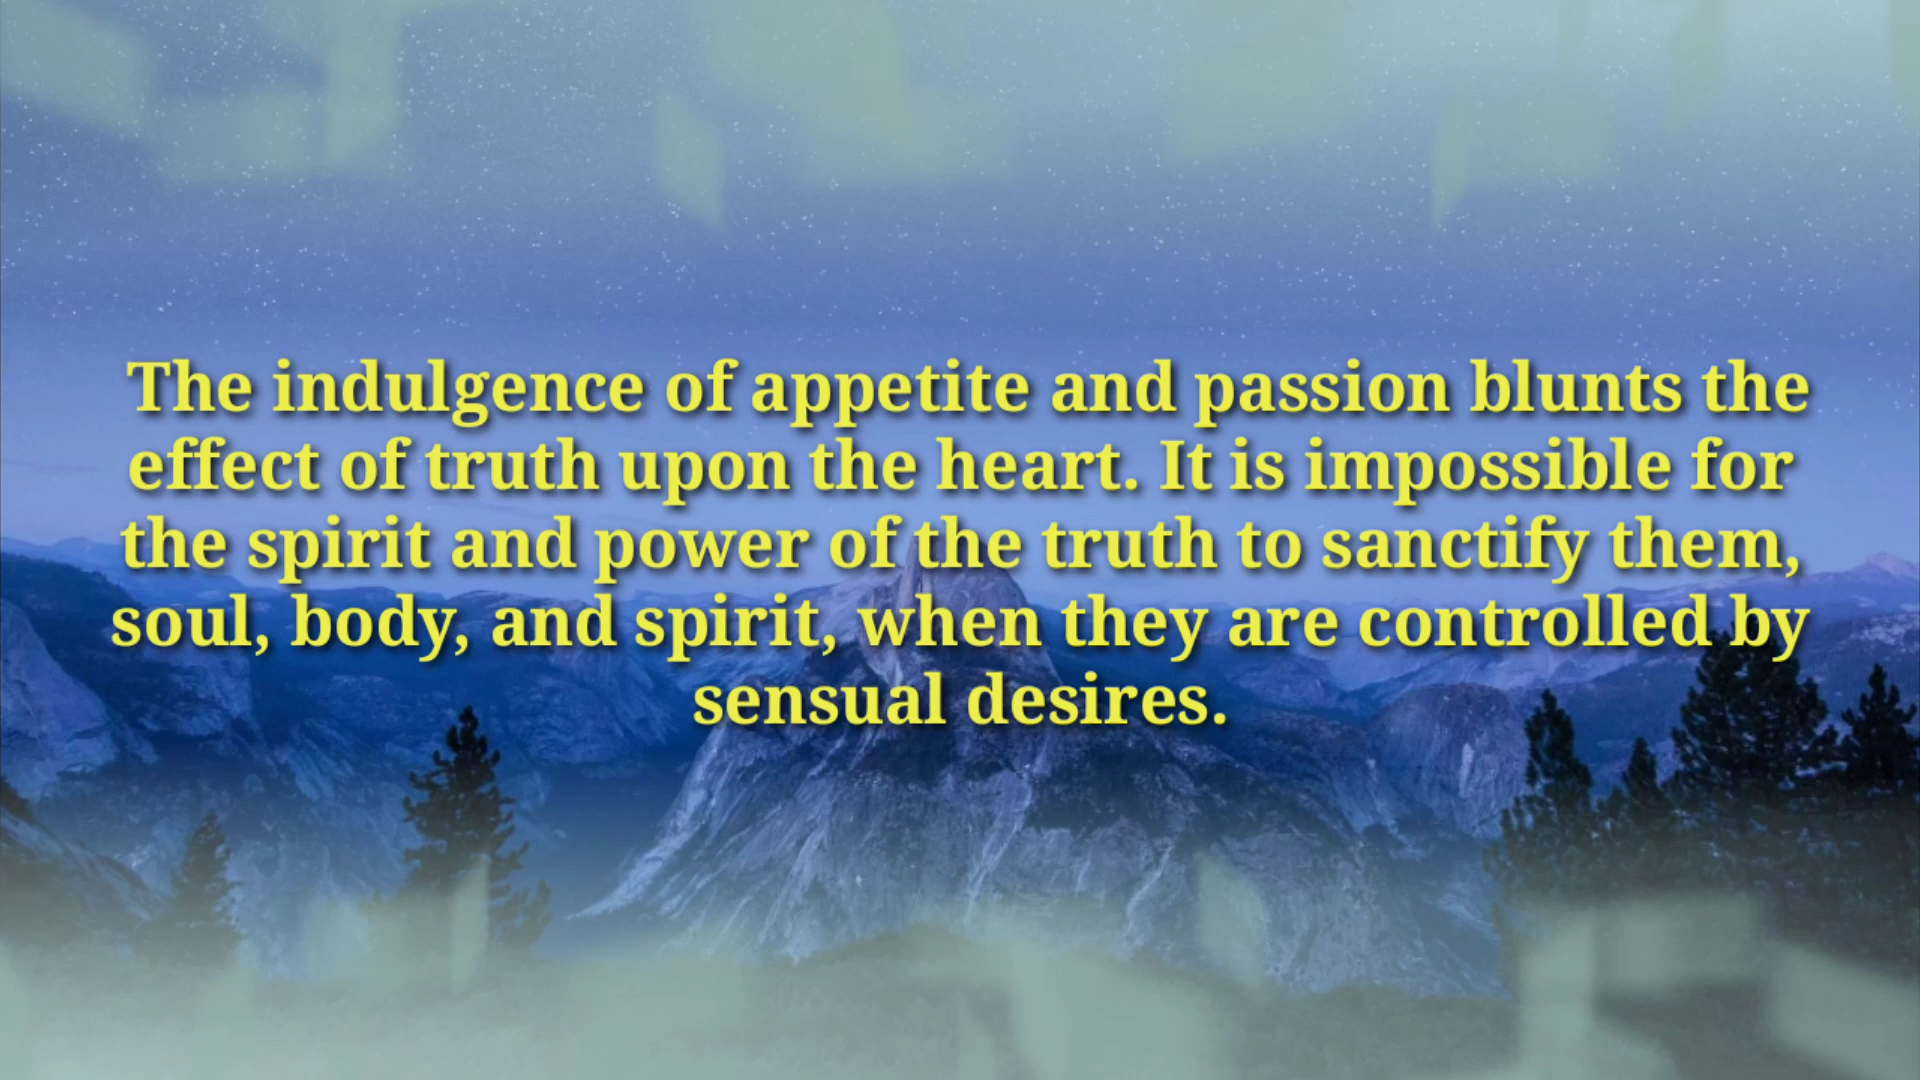 The indulgence of appetite and passion blunts the
effect of truth upon the heart. It is impossible for
the spirit and power of the truth to sanctify them,
soul, body, and spirit, when they are controlled by
sensual desires.